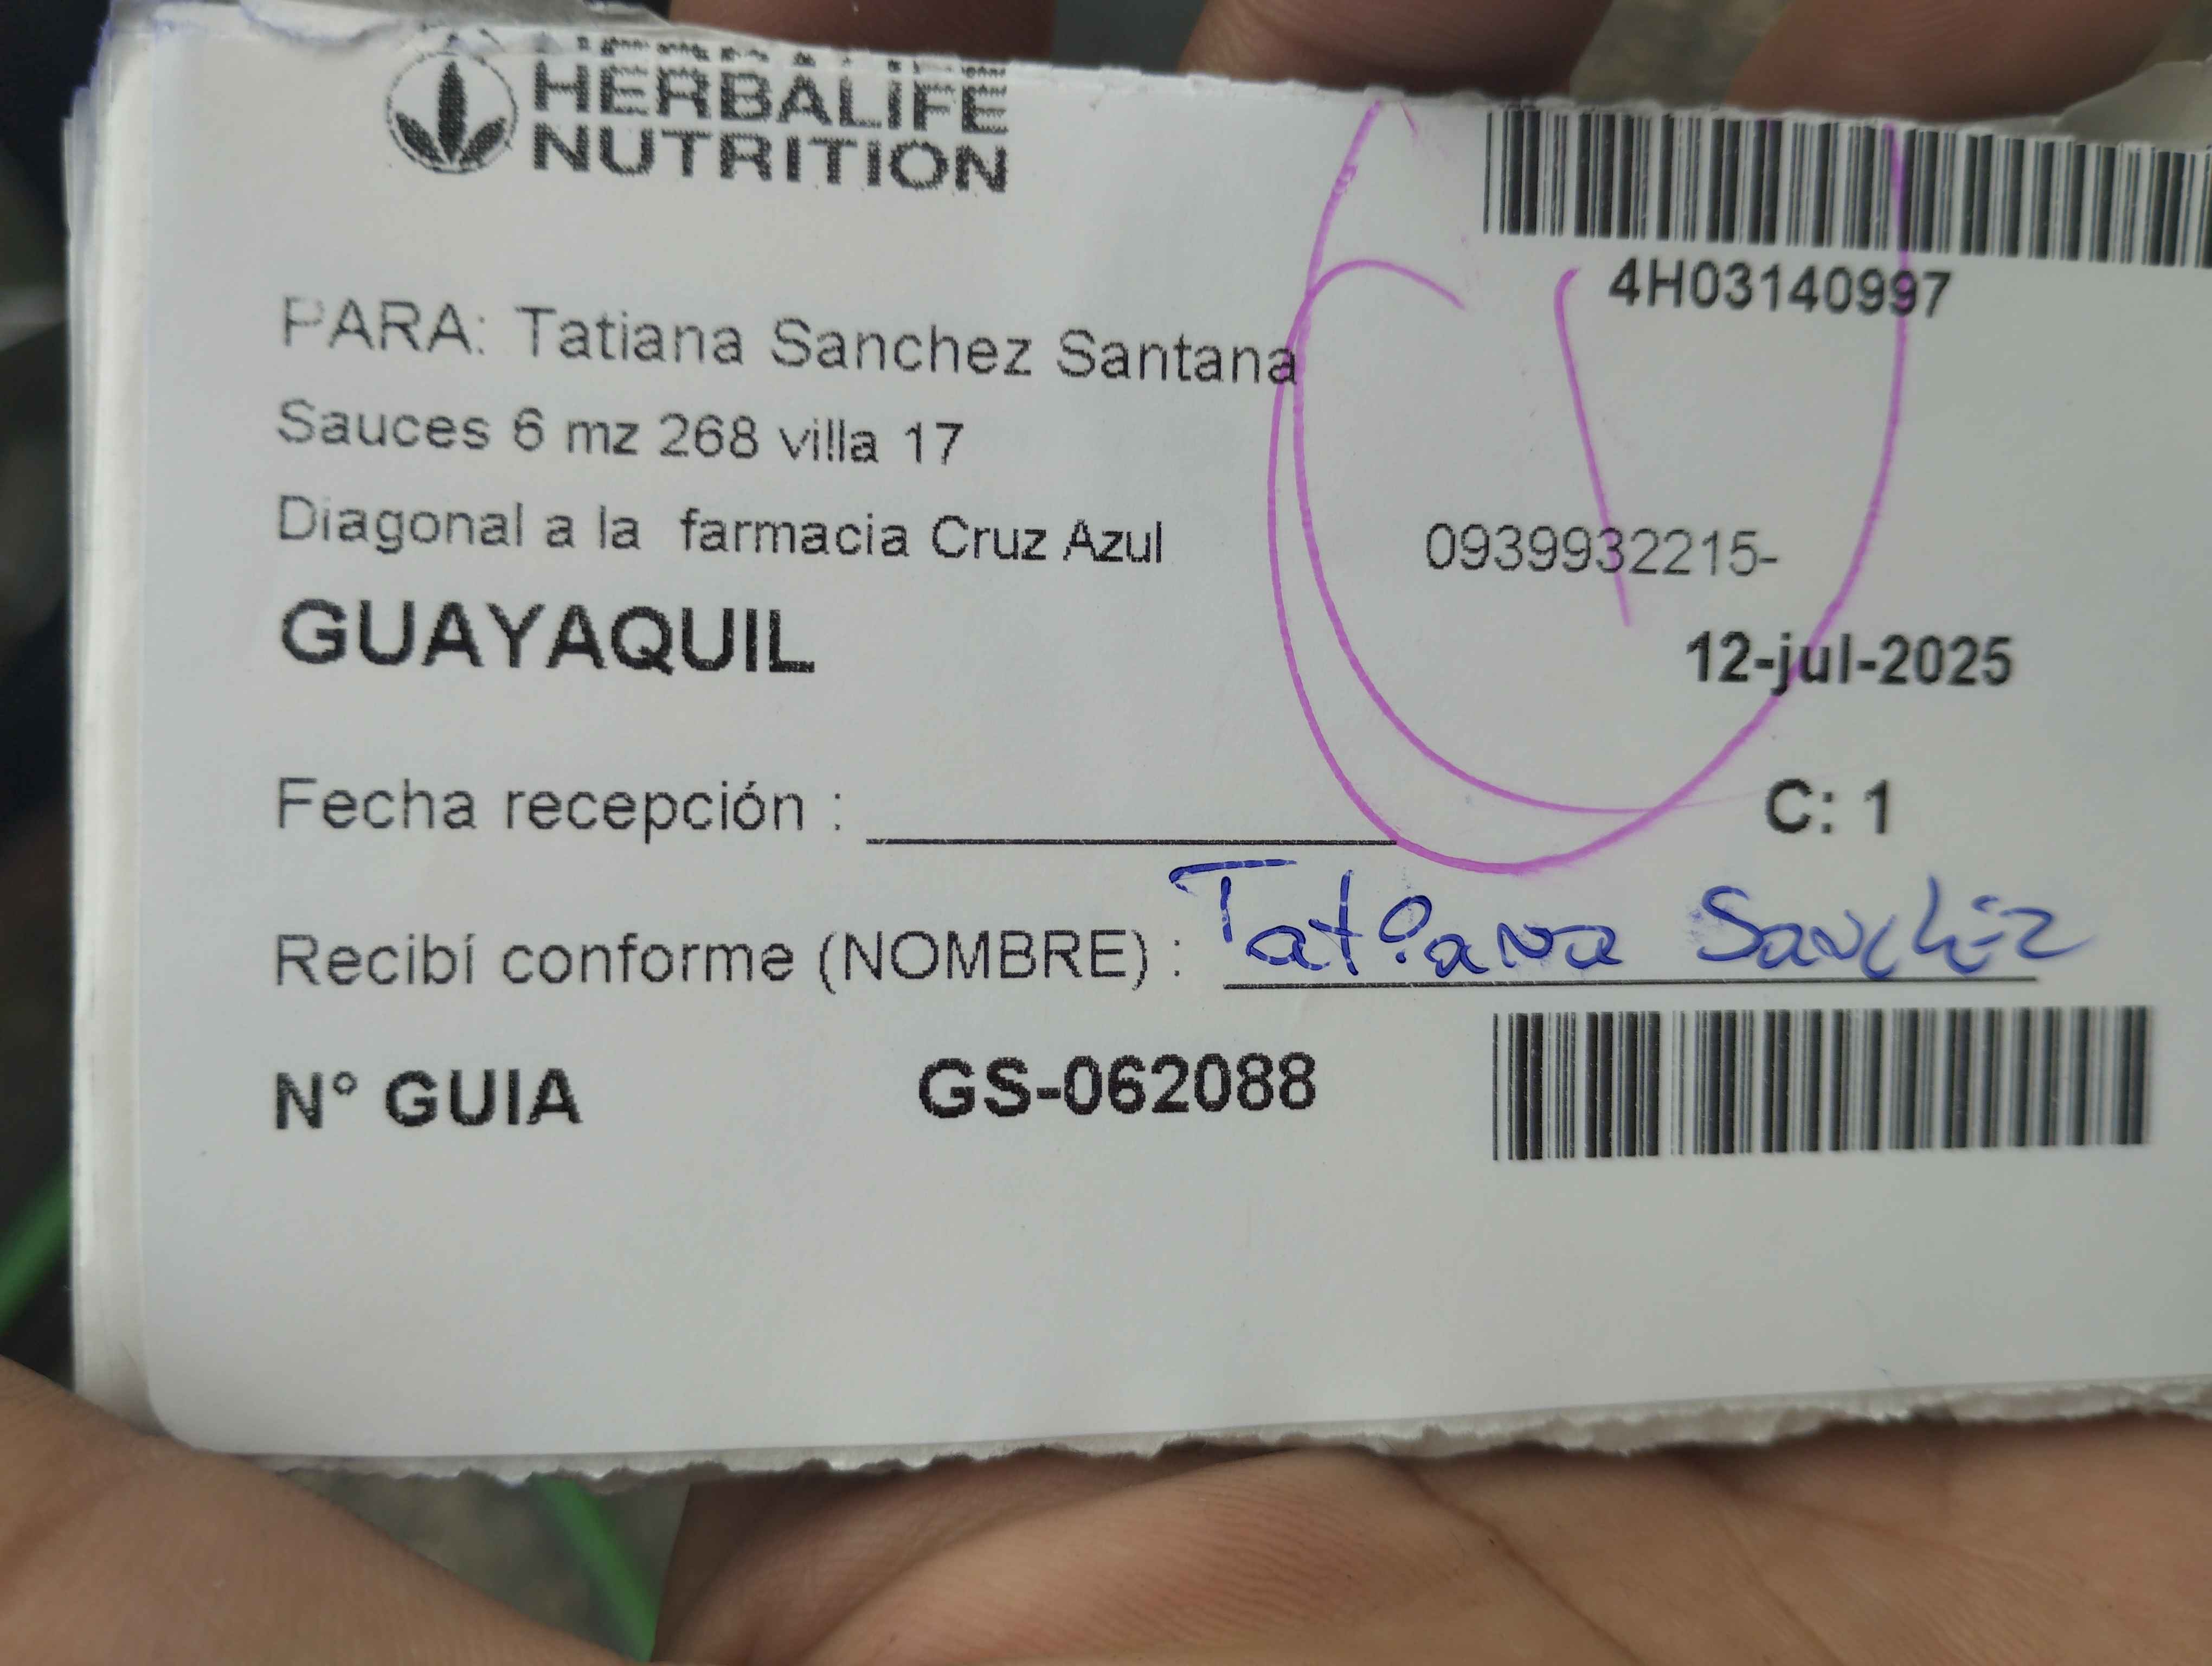 HERBALIFE
NUTRITION
4H03140997
PARA: Tatiana Sanchez Santana
Sauces 6 mz 268 villa 17
Diagonal a la farmacia Cruz Azul
0939932215-
GUAYAQUIL
12-jul-2025
Fecha recepción :
C: 1
Recibí conforme (NOMBRE) : Tatiana Sanchez
N° GUIA GS-062088